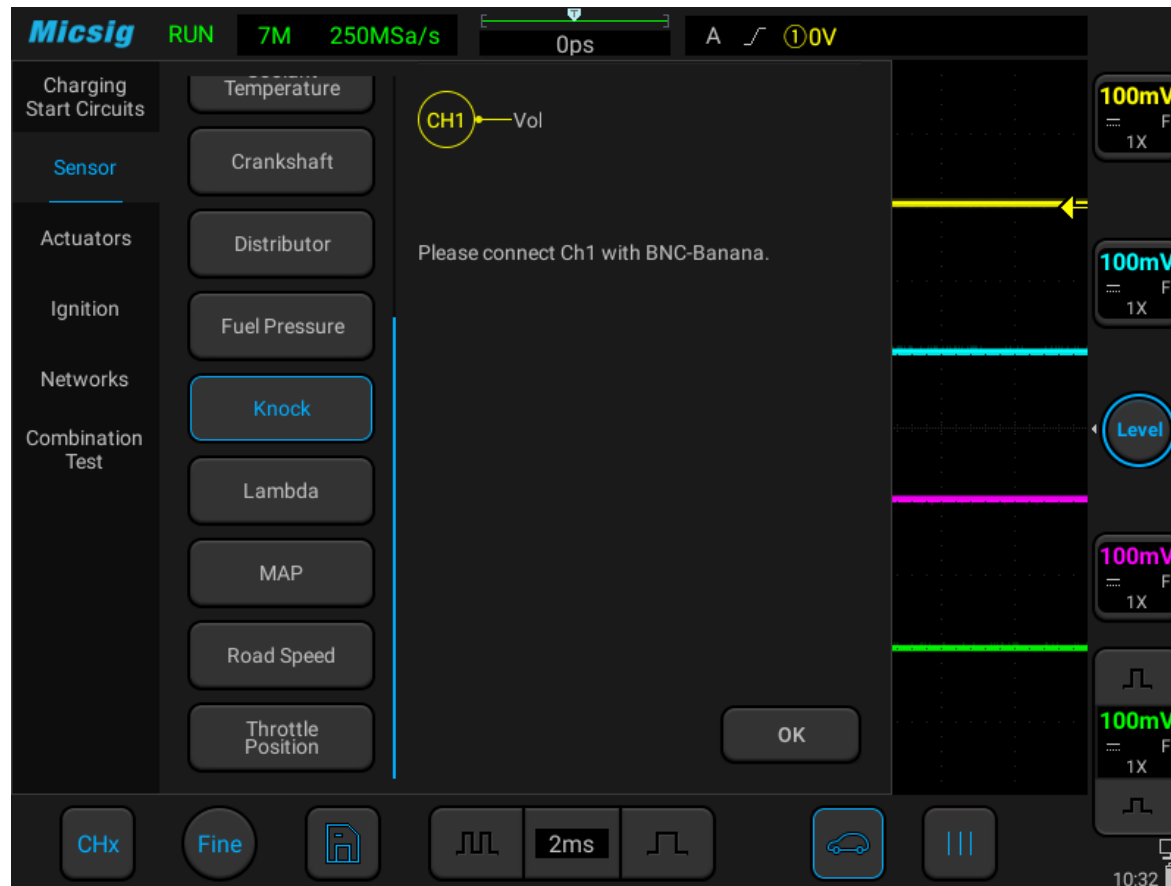 Micsig RUN 7M 250MSa/s 0ps A ①0V
Charging
Start Circuits
Sensor
Actuators
Ignition
Networks
Combination
Test
Temperature
Crankshaft
Distributor
Fuel Pressure
Knock
Lambda
MAP
Road Speed
Throttle
Position
CH1 Vol
Please connect Ch1 with BNC-Banana.
OK
100mV
F
1X
100mV
F
1X
Level
100mV
F
1X
100mV
F
1X
CHx Fine 2ms
10:32